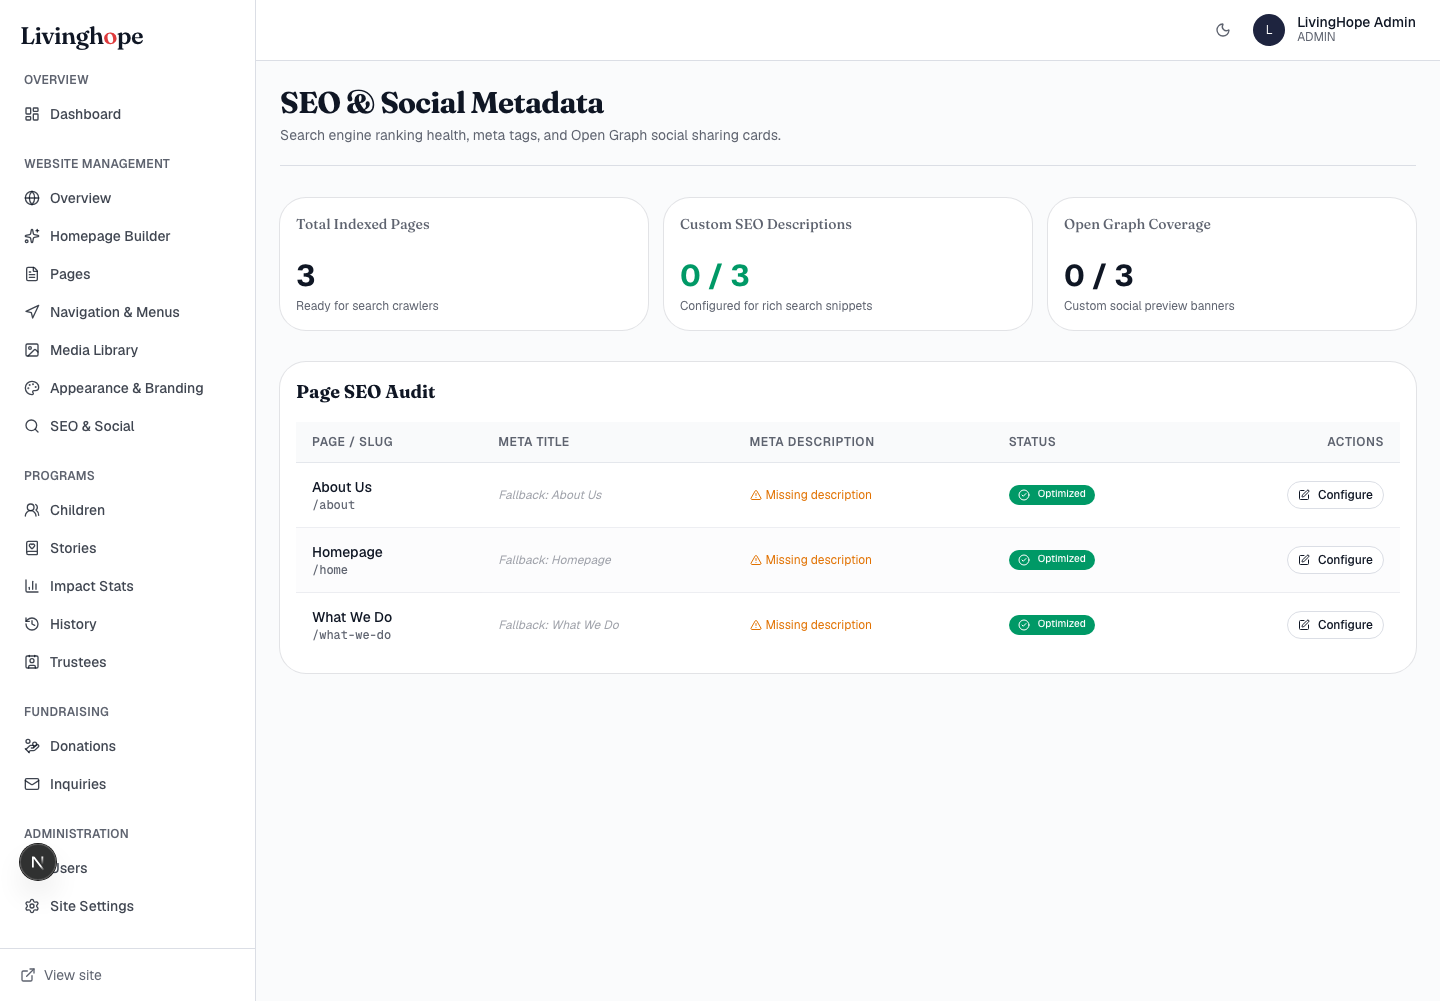 Livinghope
OVERVIEW
Dashboard
WEBSITE MANAGEMENT
Overview
Homepage Builder
Pages
Navigation & Menus
Media Library
Appearance & Branding
SEO & Social
PROGRAMS
Children
Stories
Impact Stats
History
Trustees
FUNDRAISING
Donations
Inquiries
ADMINISTRATION
N
Users
Site Settings
View site
L
LivingHope Admin
ADMIN
SEO & Social Metadata
Search engine ranking health, meta tags, and Open Graph social sharing cards.
Total Indexed Pages
3
Ready for search crawlers
Custom SEO Descriptions
0 / 3
Configured for rich search snippets
Open Graph Coverage
0 / 3
Custom social preview banners
Page SEO Audit
PAGE / SLUG META TITLE META DESCRIPTION STATUS ACTIONS
About Us
/about
Fallback: About Us
Missing description
Optimized
Configure
Homepage
/home
Fallback: Homepage
Missing description
Optimized
Configure
What We Do
/what-we-do
Fallback: What We Do
Missing description
Optimized
Configure